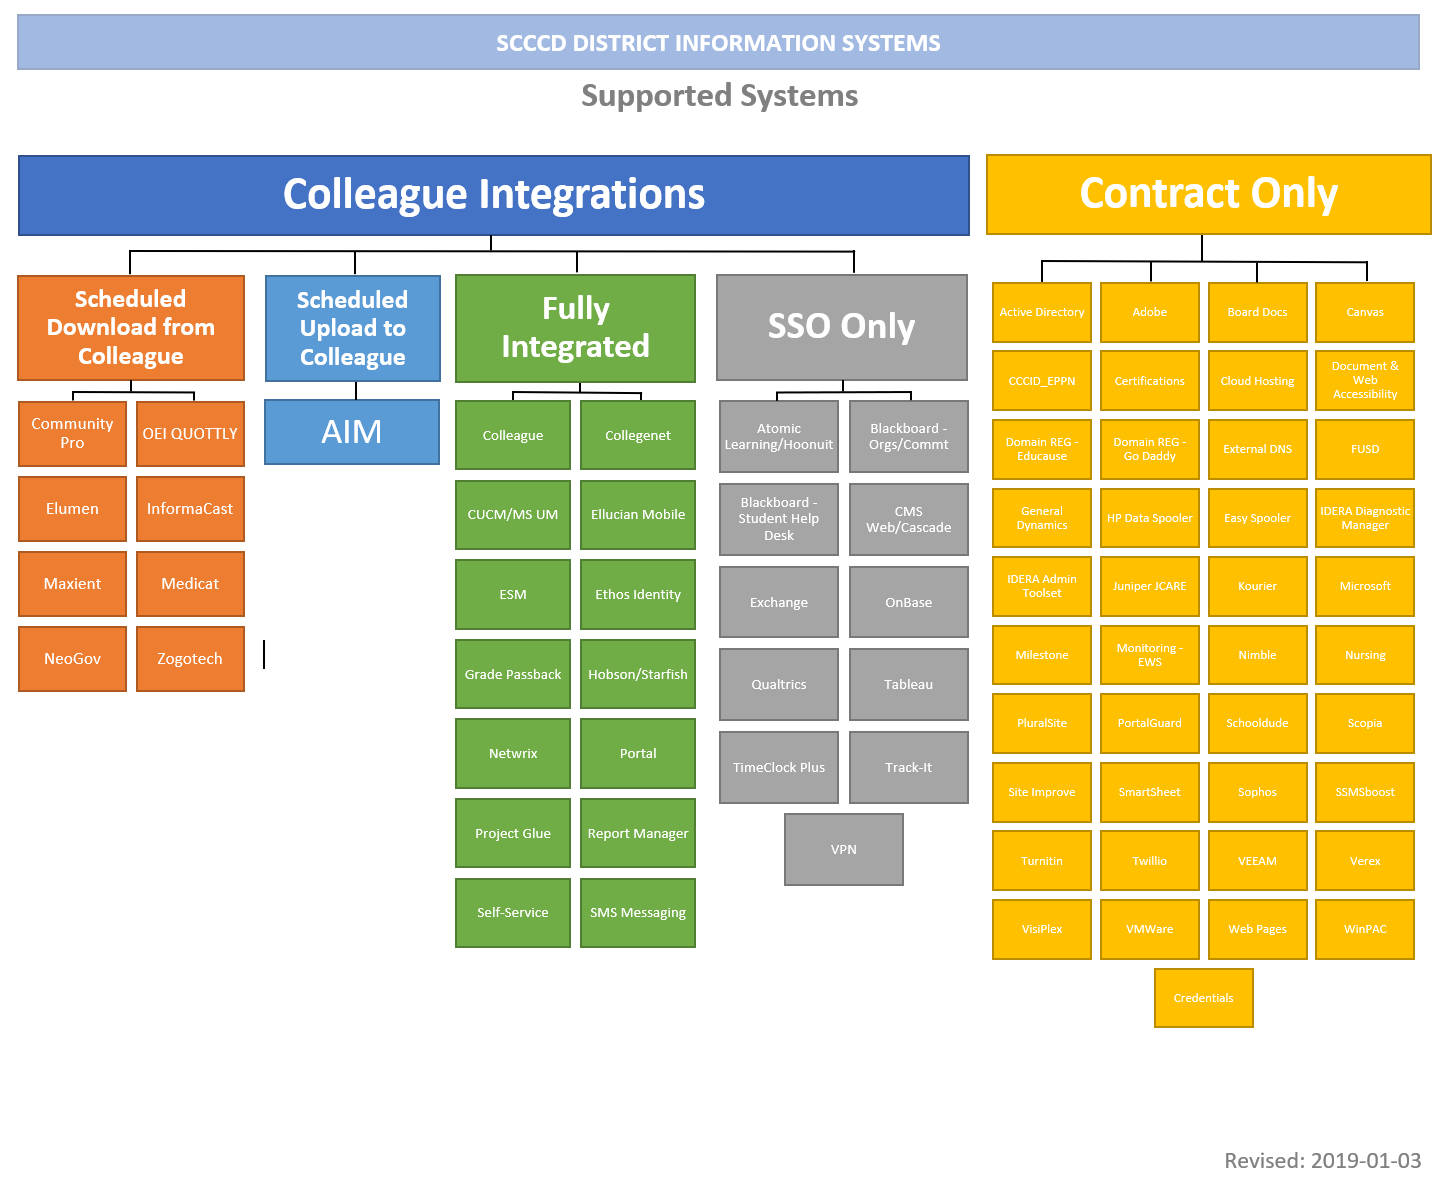 SCCCD DISTRICT INFORMATION SYSTEMS
Supported Systems
Colleague Integrations
Contract Only
Scheduled
Download from
Colleague
Scheduled
Upload to
Colleague
Fully
Integrated
SSO Only
Community
Pro
OEI QUOTTLY
Elumen
InformaCast
Maxient
Medicat
NeoGov
Zogotech
AIM
Colleague
Collegenet
CUCM/MS UM
Ellucian Mobile
ESM
Ethos Identity
Grade Passback
Hobson/Starfish
Netwrix
Portal
Project Glue
Report Manager
Self-Service
SMS Messaging
Atomic
Learning/Hoonuit
Blackboard -
Orgs/Commt
Blackboard -
Student Help
Desk
CMS
Web/Cascade
Exchange
OnBase
Qualtrics
Tableau
TimeClock Plus
Track-It
VPN
Active Directory
Adobe
Board Docs
Canvas
CCCID_EPPN
Certifications
Cloud Hosting
Document &
Web
Accessibility
Domain REG -
Educause
Domain REG -
Go Daddy
External DNS
FUSD
General
Dynamics
HP Data Spooler
Easy Spooler
IDERA Diagnostic
Manager
IDERA Admin
Toolset
Juniper JCARE
Kourier
Microsoft
Milestone
Monitoring -
EWS
Nimble
Nursing
PluralSite
PortalGuard
Schooldude
Scopia
Site Improve
SmartSheet
Sophos
SSMSboost
Turnitin
Twillio
VEEAM
Verex
VisiPlex
VMWare
Web Pages
WinPAC
Credentials
Revised: 2019-01-03